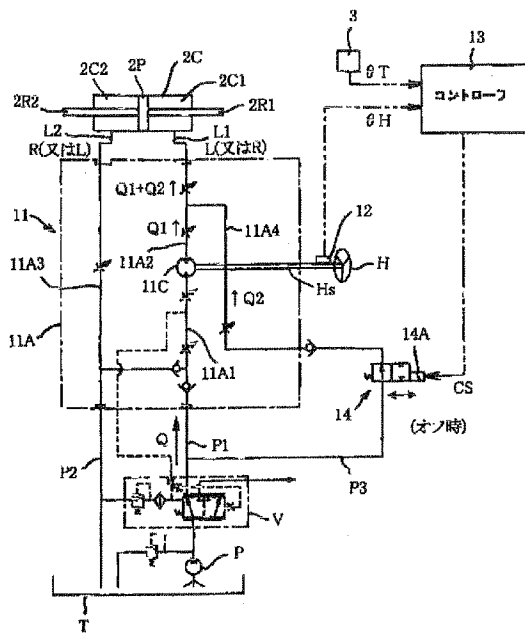 3
13
2P
2C
2C2
2C1
θT
コントローラ
2R2
2R1
L2
L1
θH
R(又はL)
L(又はR)
Q1+Q2
11
Q1
11A4
12
11A2
H
11A3
11C
Hs
Q2
14A
11A
11A1
14
CS
(オン時)
Q
P1
P2
P3
V
P
T